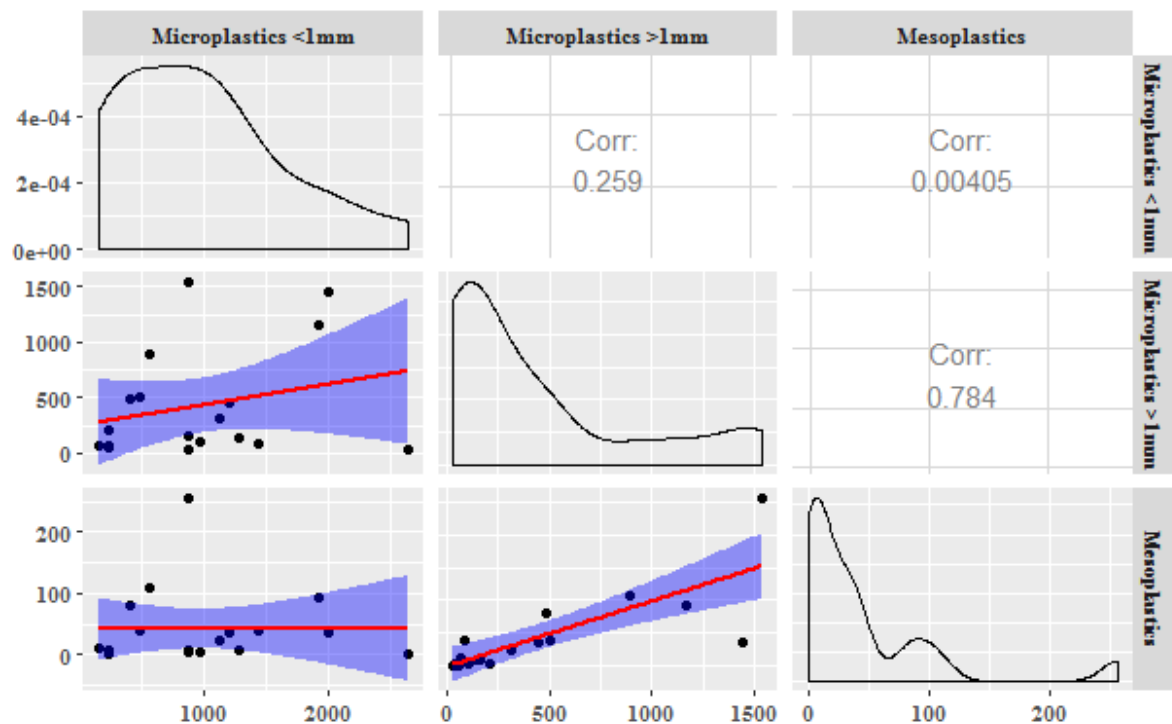 Microplastics <1mm
Microplastics >1mm
Mesoplastics
4e-04
2e-04
0e+00
Corr:
0.259
Corr:
0.00405
Microplastics <1mm
1500
1000
500
0
Corr:
0.784
Microplastics >1mm
200
100
0
Mesoplastics
1000
2000
0
500
1000
1500
0
100
200